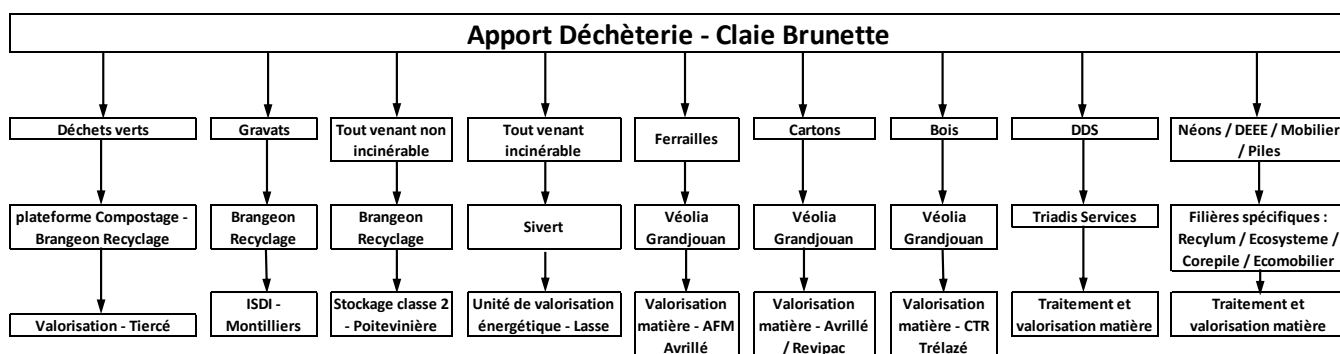 Apport Déchèterie - Claie Brunette
Déchets verts
Gravats
Tout venant non
incinérable
Tout venant
incinérable
Ferrailles
Cartons
Bois
DDS
Néons / DEEE / Mobilier
/ Piles
plateforme Compostage -
Brangeon Recyclage
Brangeon
Recyclage
Brangeon
Recyclage
Sivert
Véolia
Grandjouan
Véolia
Grandjouan
Véolia
Grandjouan
Triadis Services
Filières spécifiques :
Recylum / Ecosysteme /
Corepile / Ecomobilier
Valorisation - Tiercé
ISDI -
Montilliers
Stockage classe 2
- Poitevinière
Unité de valorisation
énergétique - Lasse
Valorisation
matière - AFM
Avrillé
Valorisation
matière - Avrillé
/ Revipac
Valorisation
matière - CTR
Trélazé
Traitement et
valorisation matière
Traitement et
valorisation matière